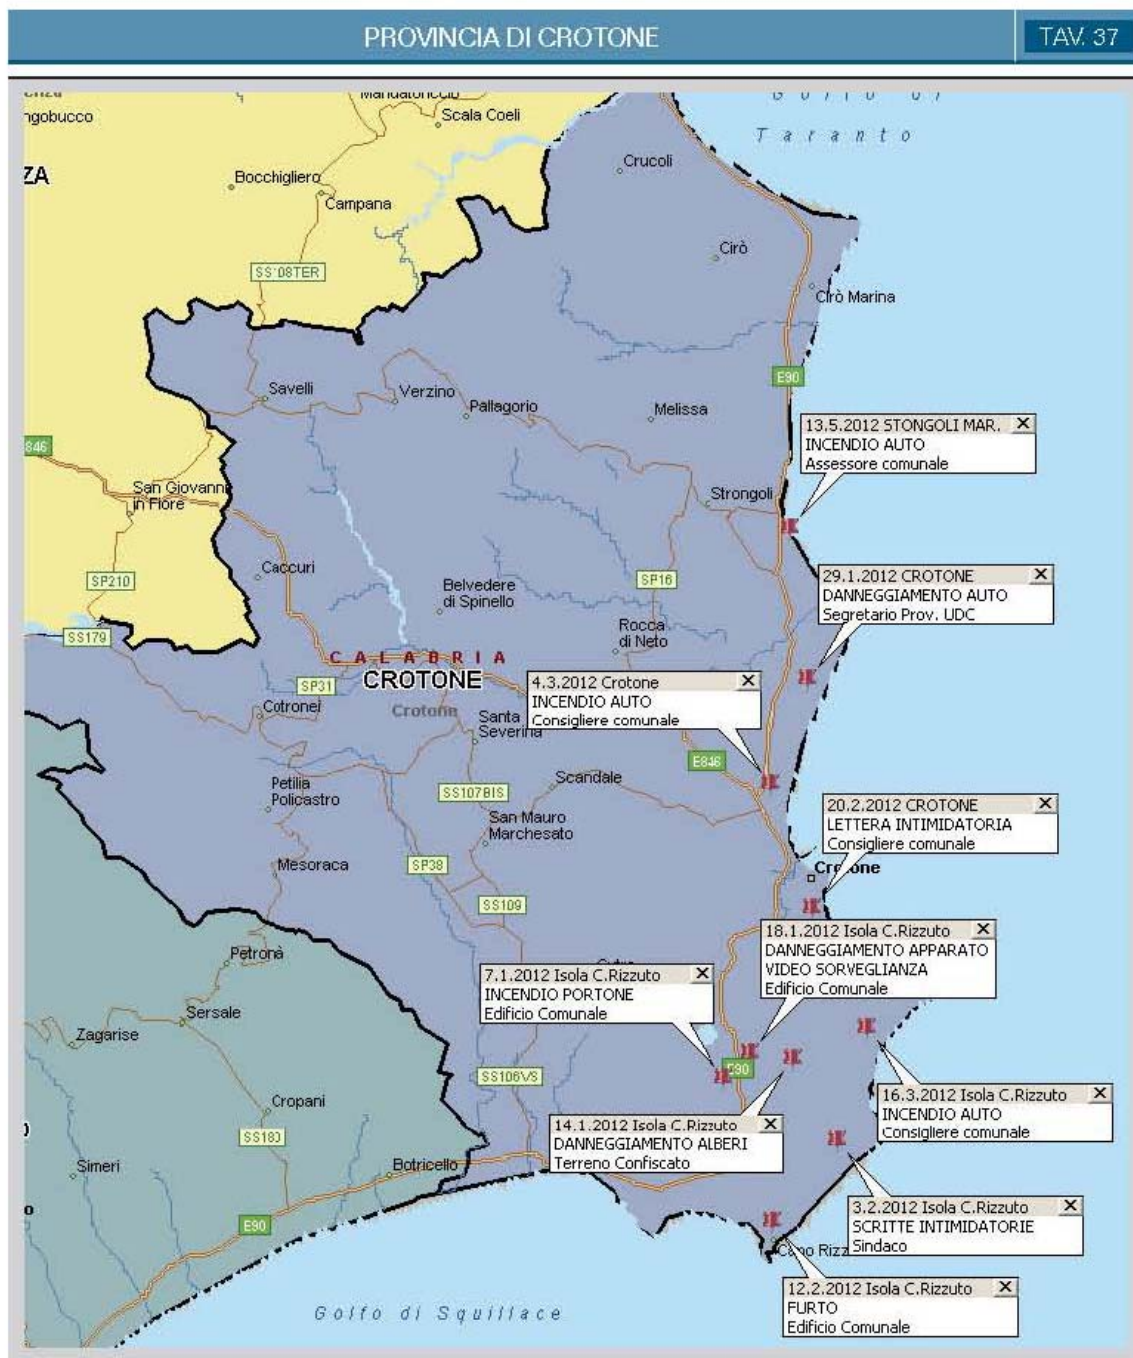 PROVINCIA DI CROTONE
TAV. 37
ngobucco
Scala Coeli
Taranto
ZA
Bocchigliero
Campana
Crucoli
Cirò
SS108TER
Cirò Marina
E90
Savelli
Verzino
Pallagorio
Melissa
13.5.2012 STONGOLI MAR.
INCENDIO AUTO
Assessore comunale
846
San Giovanni
in Fiore
Strongoli
Caccuri
SP210
Belvedere
di Spinello
SP16
29.1.2012 CROTONE
DANNEGGIAMENTO AUTO
Segretario Prov. UDC
SS179
Rocca
di Neto
CALABRIA
CROTONE
SP31
Crotone
Cotronei
Santa
Severina
4.3.2012 Crotone
INCENDIO AUTO
Consigliere comunale
E846
Petilia
Policastro
SS107BIS
Scandale
San Mauro
Marchesato
20.2.2012 CROTONE
LETTERA INTIMIDATORIA
Consigliere comunale
Crotone
Mesoraca
SP38
SS109
18.1.2012 Isola C.Rizzuto
DANNEGGIAMENTO APPARATO
VIDEO SORVEGLIANZA
Edificio Comunale
Petronà
7.1.2012 Isola C.Rizzuto
INCENDIO PORTONE
Edificio Comunale
Sersale
Zagarise
E90
SS106VS
16.3.2012 Isola C.Rizzuto
INCENDIO AUTO
Consigliere comunale
Cropani
14.1.2012 Isola C.Rizzuto
DANNEGGIAMENTO ALBERI
Terreno Confiscato
SS180
Simeri
Botricello
3.2.2012 Isola C.Rizzuto
SCRITTE INTIMIDATORIE
Sindaco
E90
Capo Rizz
12.2.2012 Isola C.Rizzuto
FURTO
Edificio Comunale
Golfo di Squillace